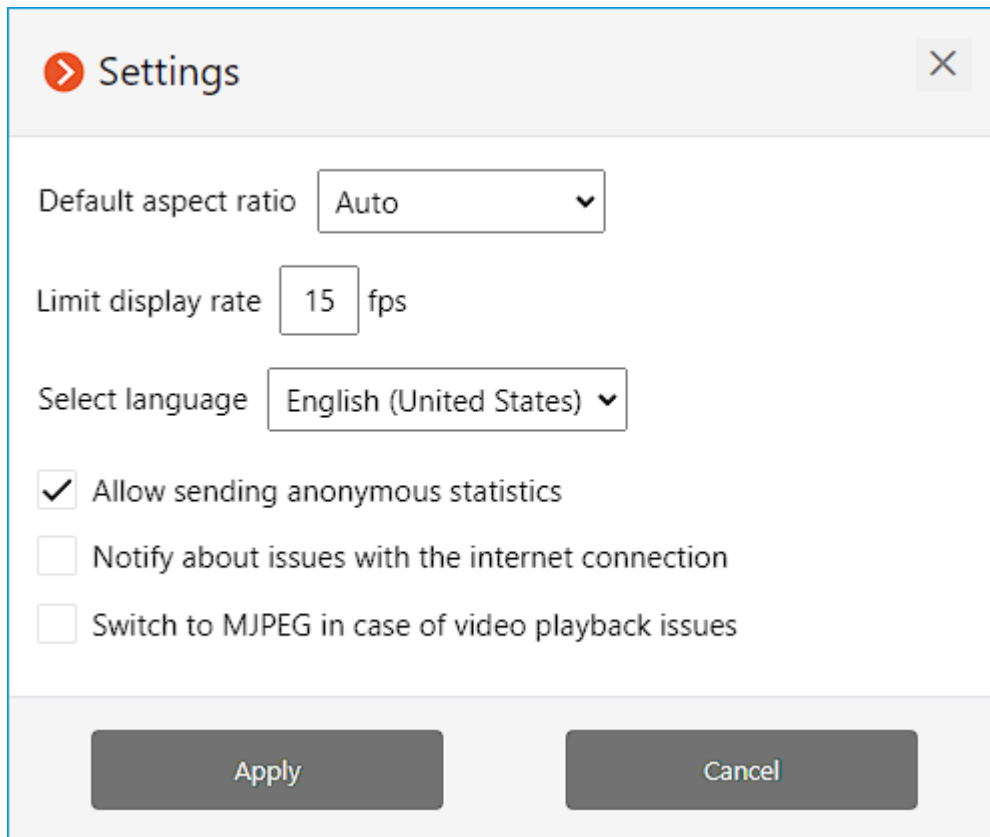 Settings
Default aspect ratio Auto
Limit display rate 15 fps
Select language English (United States)
Allow sending anonymous statistics
Notify about issues with the internet connection
Switch to MJPEG in case of video playback issues
Apply Cancel